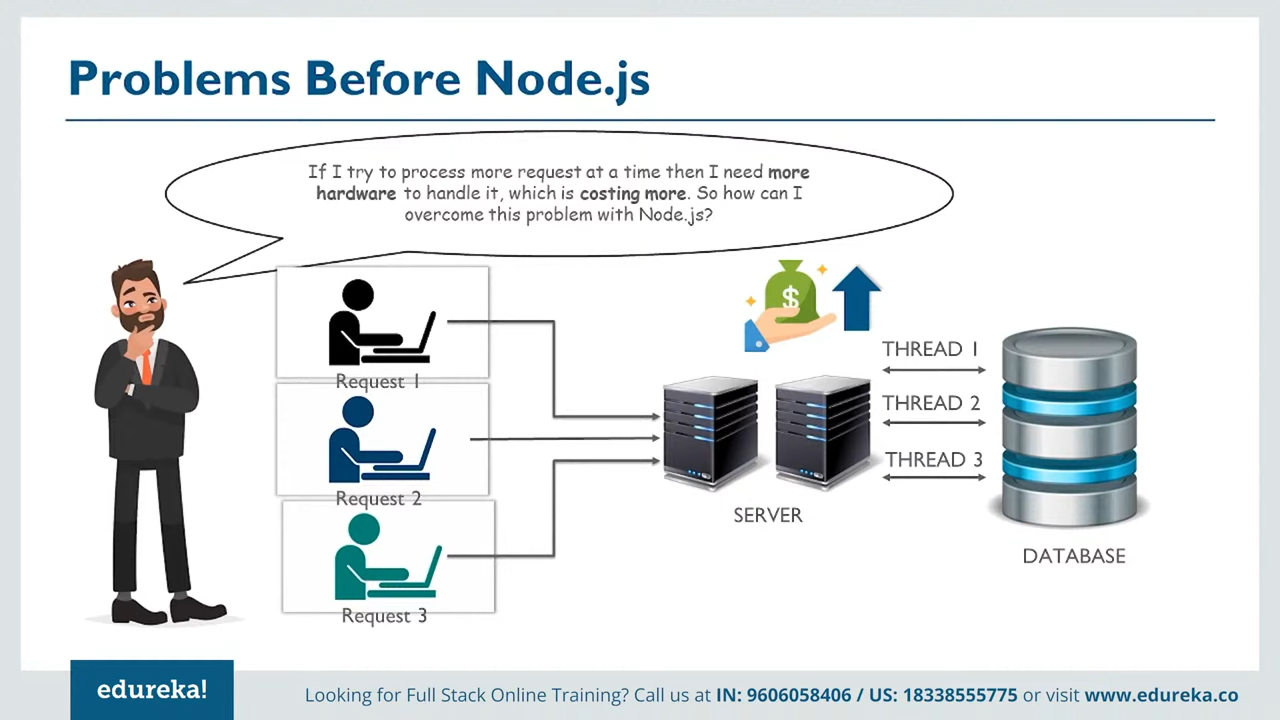 Problems Before Node.js
If I try to process more request at a time then I need more
hardware to handle it, which is costing more. So how can I
overcome this problem with Node.js?
$
Request 1
Request 2
Request 3
SERVER
THREAD 1
THREAD 2
THREAD 3
DATABASE
edureka!
Looking for Full Stack Online Training? Call us at IN: 9606058406 / US: 18338555775 or visit www.edureka.co